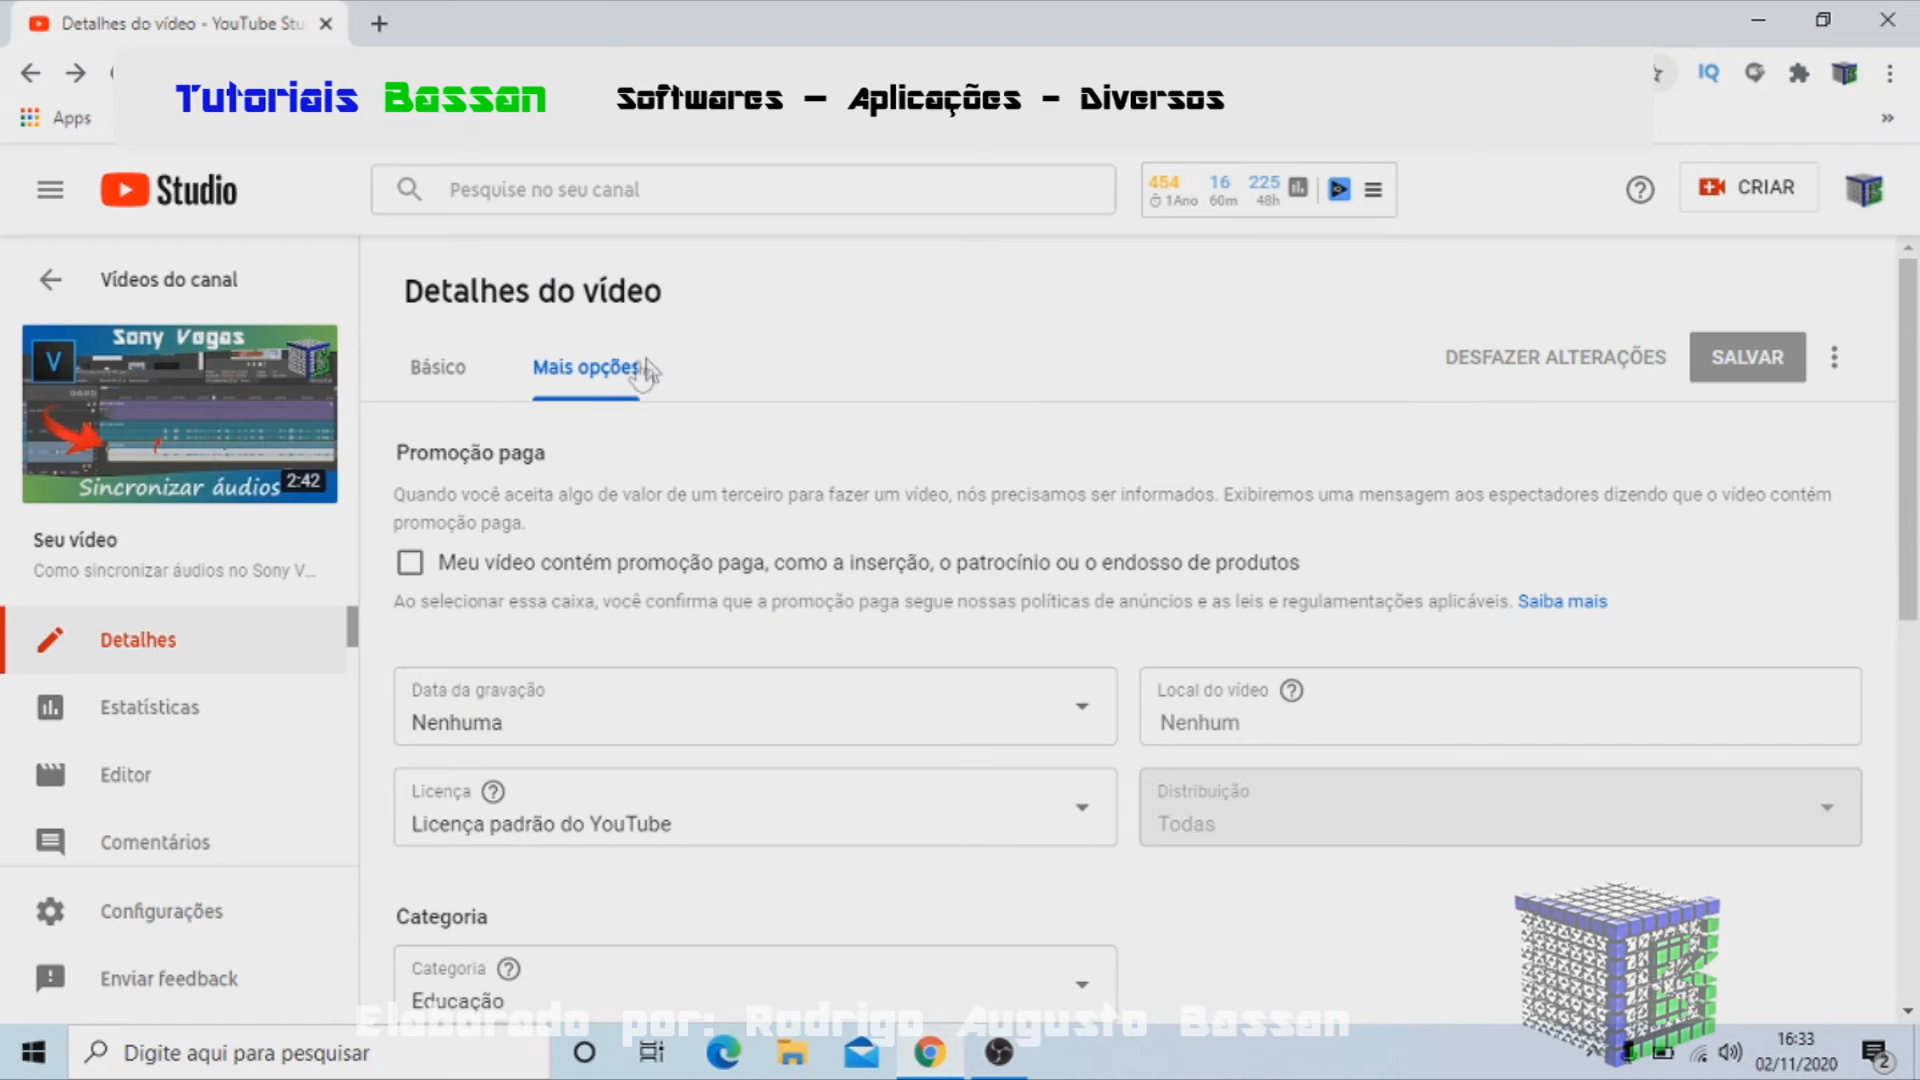 Detalhes do vídeo - YouTube Stu
Tutoriais Bassan
Softwares - Aplicações - Diversos
IQ
Apps
»
Studio
Pesquise no seu canal
454 16 225
1Ano 60m 48h
CRIAR
Vídeos do canal
Sony Vegas
V
Sincronizar áudios
2:42
Seu vídeo
Como sincronizar áudios no Sony V...
Detalhes
Estatísticas
Editor
Comentários
Configurações
Enviar feedback
Detalhes do vídeo
Básico
Mais opções
DESFAZER ALTERAÇÕES
SALVAR
Promoção paga
Quando você aceita algo de valor de um terceiro para fazer um vídeo, nós precisamos ser informados. Exibiremos uma mensagem aos espectadores dizendo que o vídeo contém
promoção paga.
Meu vídeo contém promoção paga, como a inserção, o patrocínio ou o endosso de produtos
Ao selecionar essa caixa, você confirma que a promoção paga segue nossas políticas de anúncios e as leis e regulamentações aplicáveis. Saiba mais
Data da gravação
Nenhuma
Local do vídeo
Nenhum
Licença
Licença padrão do YouTube
Distribuição
Todas
Categoria
Categoria
Educação
Elaborado por: Rodrigo Augusto Bassan
Digite aqui para pesquisar
16:33
02/11/2020
2